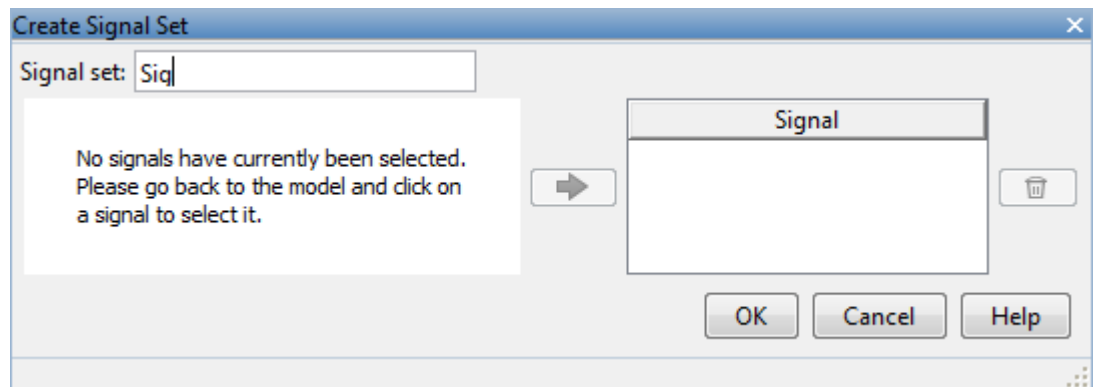 Create Signal Set
Signal set: Sig
No signals have currently been selected.
Please go back to the model and click on
a signal to select it.
Signal
OK Cancel Help